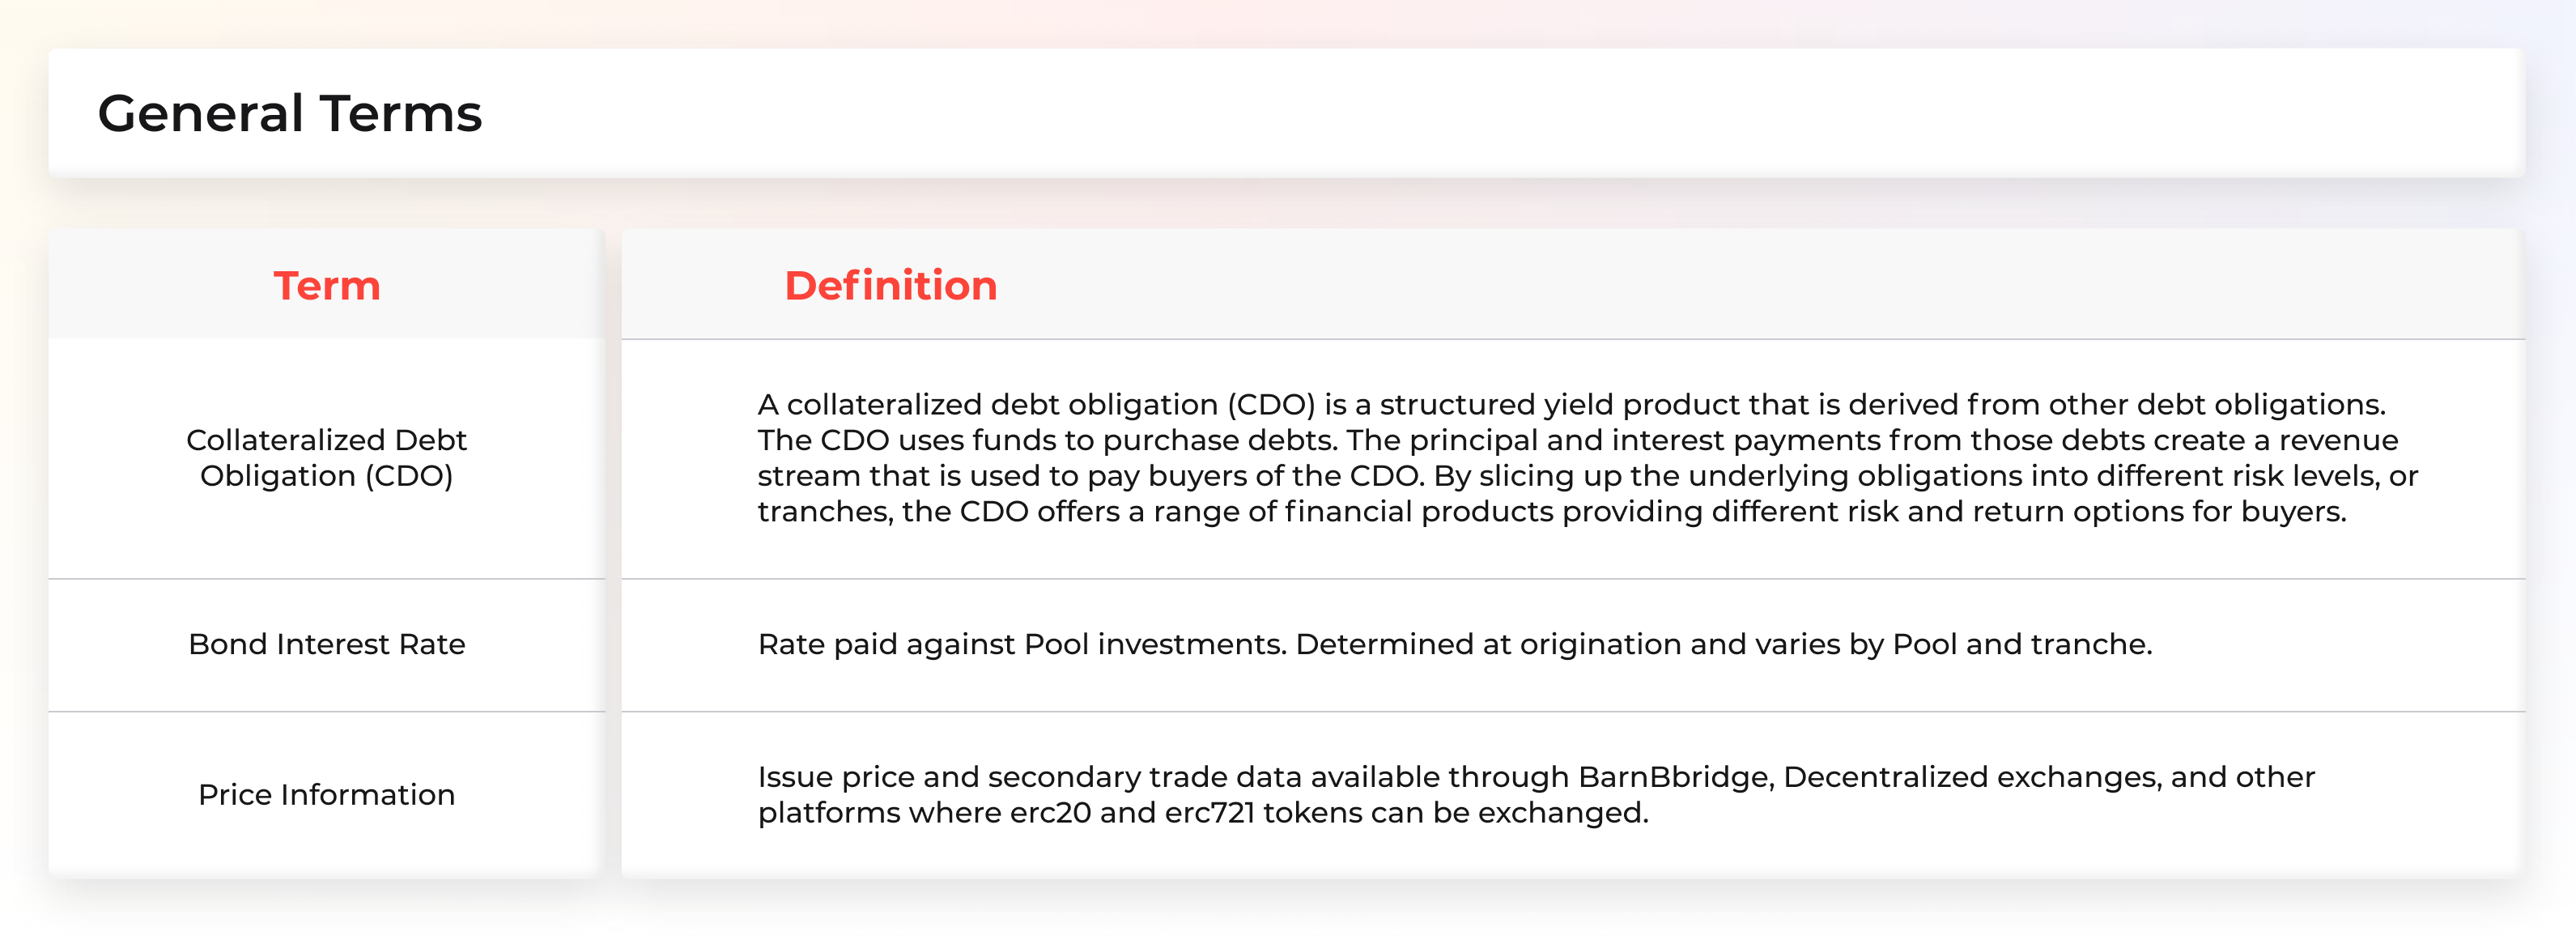 General Terms
Term
Definition
Collateralized Debt
Obligation (CDO)
A collateralized debt obligation (CDO) is a structured yield product that is derived from other debt obligations.
The CDO uses funds to purchase debts. The principal and interest payments from those debts create a revenue
stream that is used to pay buyers of the CDO. By slicing up the underlying obligations into different risk levels, or
tranches, the CDO offers a range of financial products providing different risk and return options for buyers.
Bond Interest Rate
Rate paid against Pool investments. Determined at origination and varies by Pool and tranche.
Price Information
Issue price and secondary trade data available through BarnBbridge, Decentralized exchanges, and other
platforms where erc20 and erc721 tokens can be exchanged.